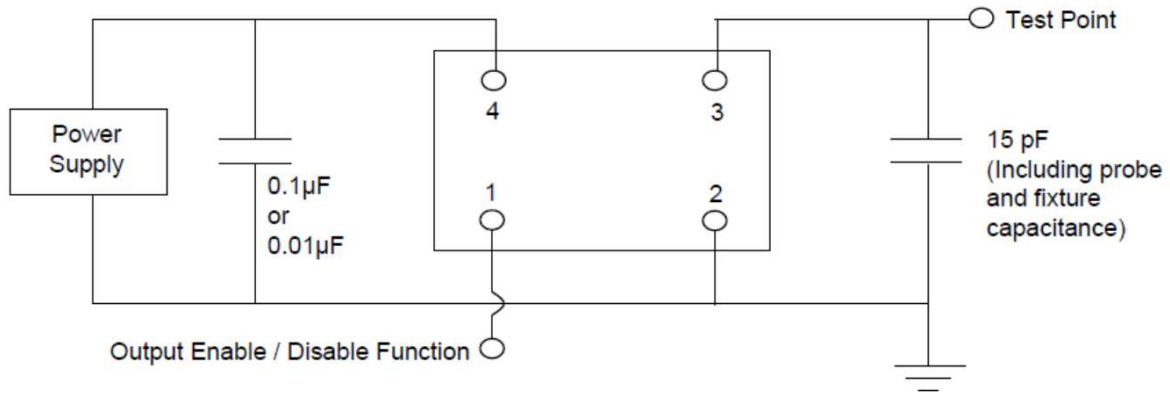 Test Point
4
3
Power
Supply
15 pF
(Including probe
and fixture
capacitance)
0.1µF
or
0.01µF
1
2
Output Enable / Disable Function